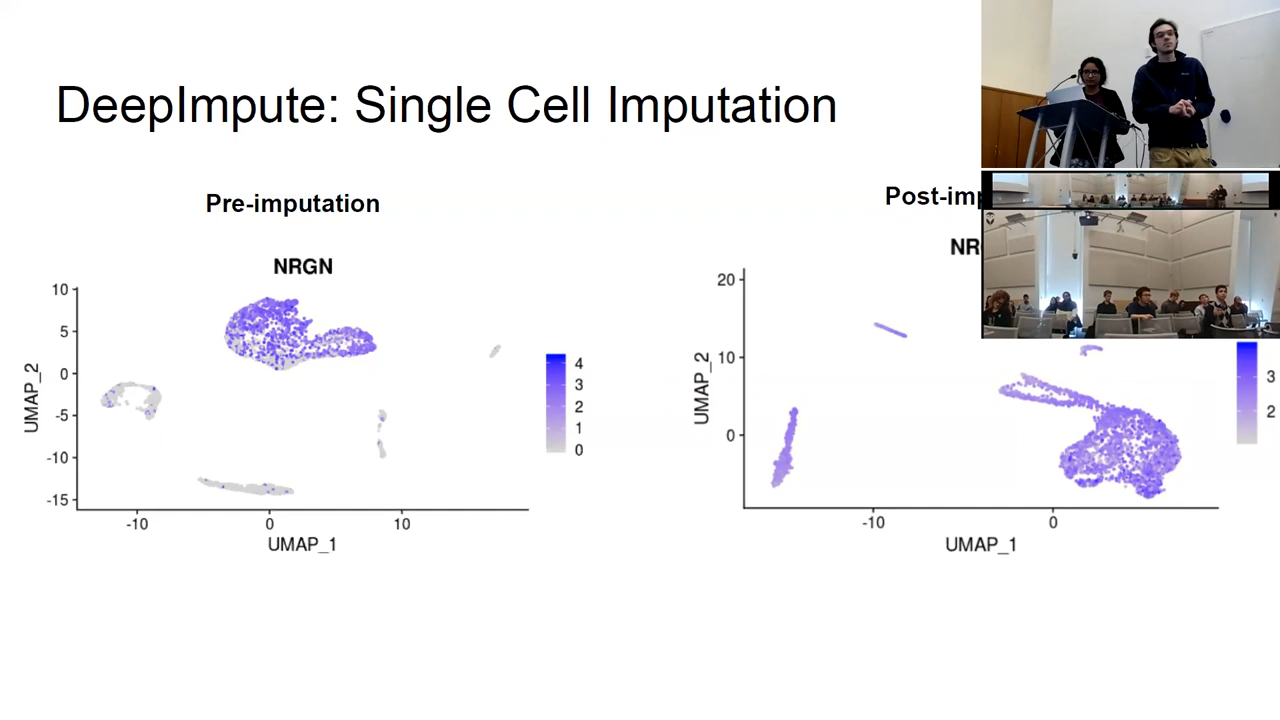 DeepImpute: Single Cell Imputation
Pre-imputation
NRGN
10
5
0
-5
-10
-15
UMAP_2
-10
0
10
UMAP_1
4
3
2
1
0
Post-imp
NR
20
10
0
UMAP_2
-10
0
UMAP_1
3
2